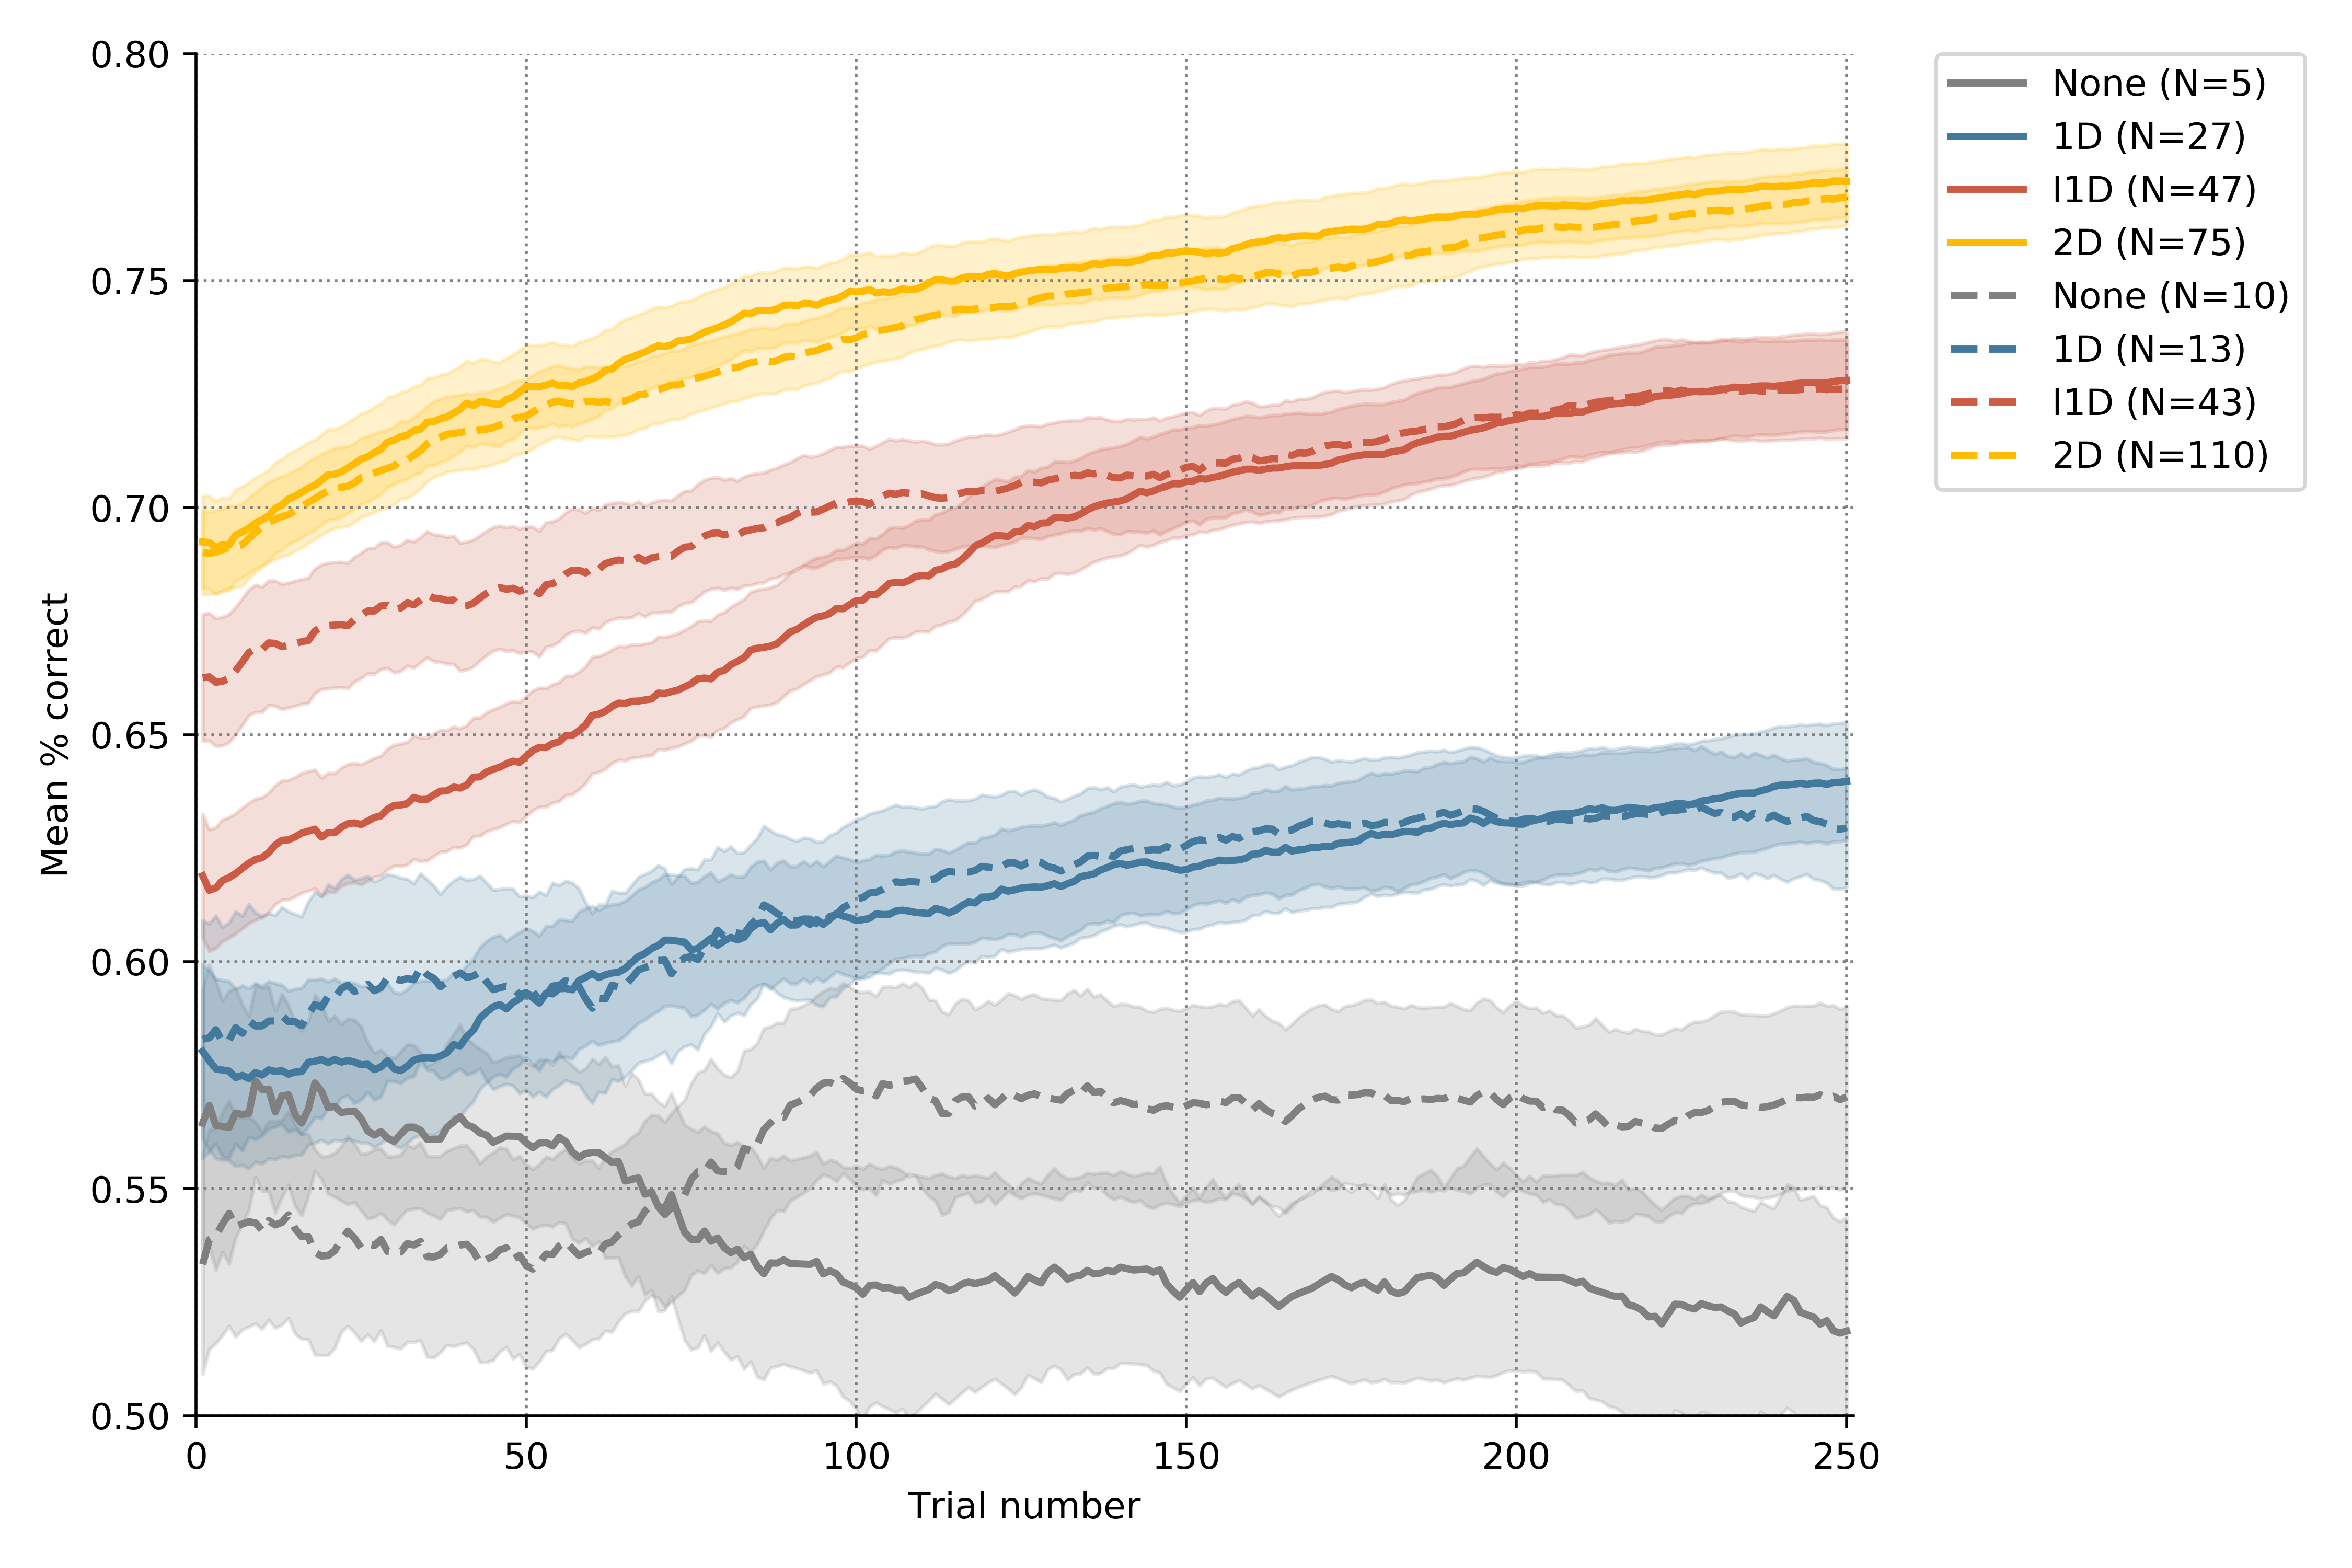 0.80
0.75
0.70
0.65
0.60
0.55
0.50
Mean % correct
0
50
100
150
200
250
Trial number
None (N=5)
1D (N=27)
I1D (N=47)
2D (N=75)
None (N=10)
1D (N=13)
I1D (N=43)
2D (N=110)